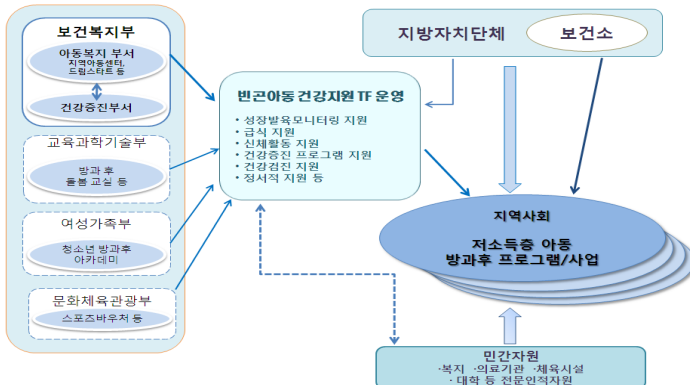 보건복지부
아동복지 부서
지역아동센터,
드림스타트 등
건강증진부서
교육과학기술부
방과 후
돌봄 교실 등
여성가족부
청소년 방과후
아카데미
문화체육관광부
스포츠바우처 등
빈곤아동 건강지원 TF 운영
• 성장발육모니터링 지원
• 급식 지원
• 신체활동 지원
• 건강증진 프로그램 지원
• 건강검진 지원
• 정서적 지원 등
지방자치단체
보건소
지역사회
저소득층 아동
방과후 프로그램/사업
민간자원
·복지 ·의료기관 ·체육시설
· 대학 등 전문인적자원